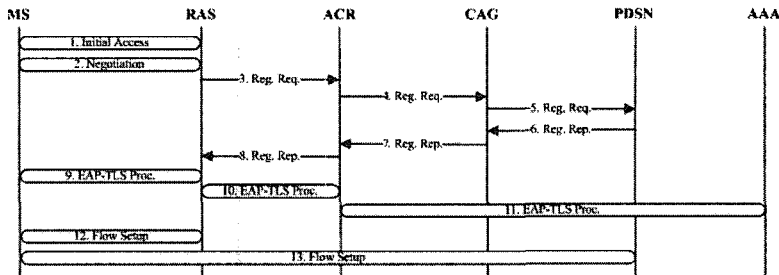 MS RAS ACR CAG PDSN AAA
1. Initial Access
2. Negotiation
3. Reg. Req.
4. Reg. Req.
5. Reg. Req.
6. Reg. Rep.
7. Reg. Rep.
8. Reg. Rep.
9. EAP-TLS Proc.
10. EAP-TLS Proc.
11. EAP-TLS Proc.
12. Flow Setup
13. Flow Setup